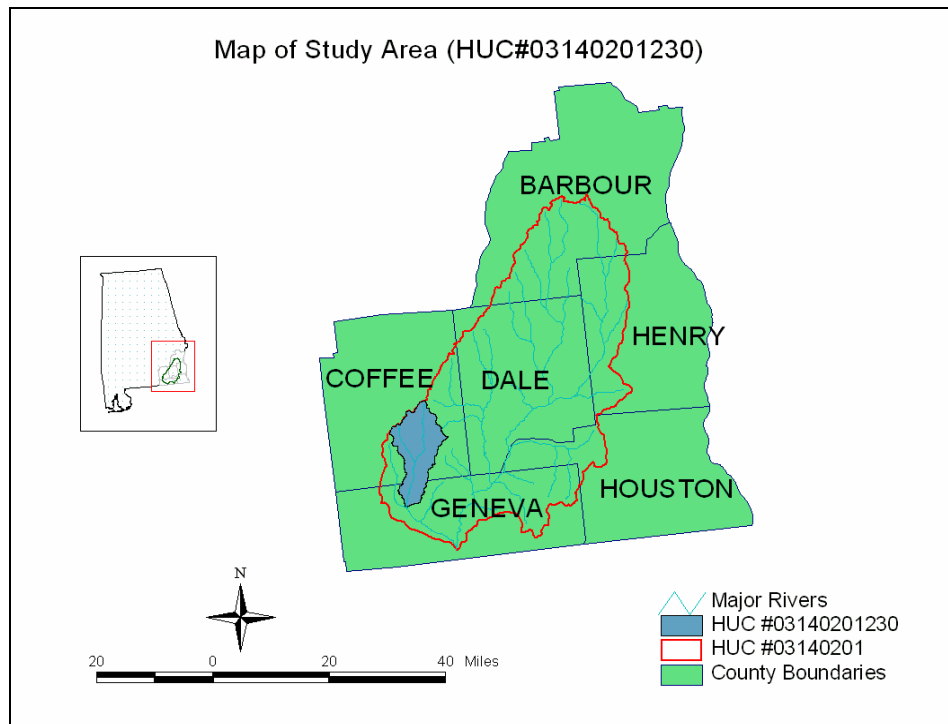 Map of Study Area (HUC#03140201230)
BARBOUR
HENRY
COFFEE
DALE
HOUSTON
GENEVA
N
Major Rivers
HUC #03140201230
HUC #03140201
County Boundaries
20 0 20 40 Miles